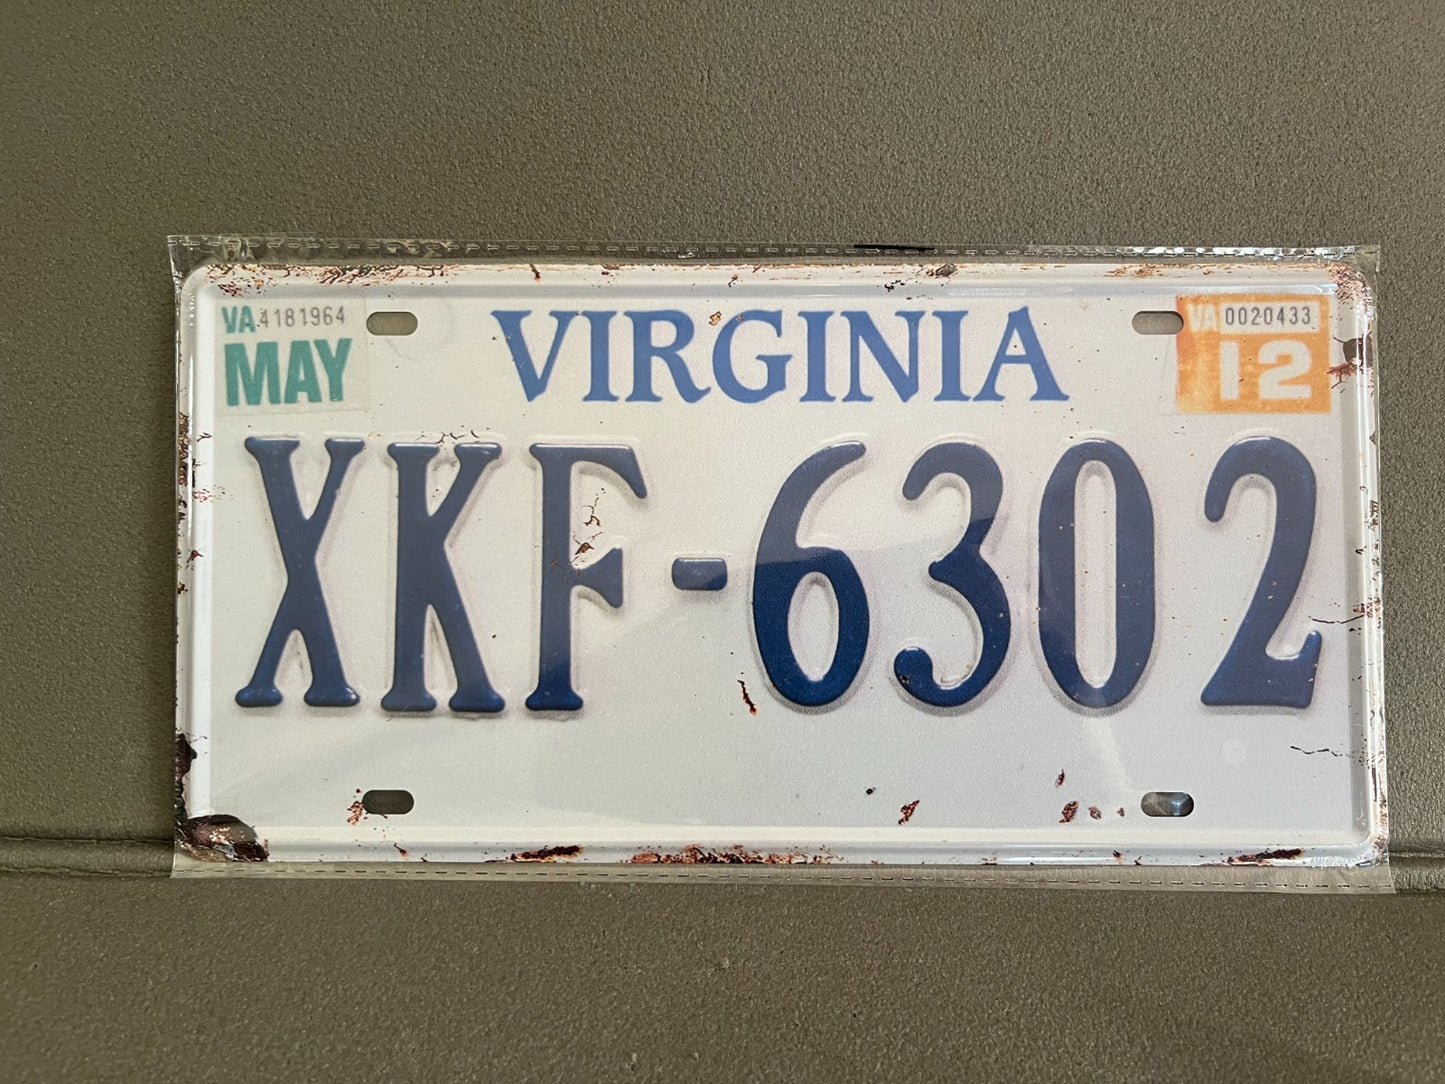 VA 4181964
MAY
VIRGINIA
VA 0020433
12
XKF-6302